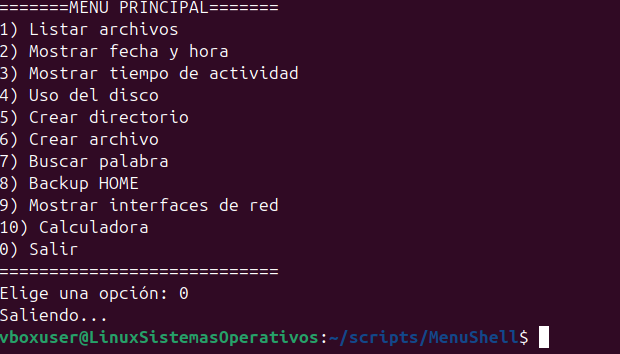 =======MENU PRINCIPAL=======
1) Listar archivos
2) Mostrar fecha y hora
3) Mostrar tiempo de actividad
4) Uso del disco
5) Crear directorio
6) Crear archivo
7) Buscar palabra
8) Backup HOME
9) Mostrar interfaces de red
10) Calculadora
0) Salir
============================
Elige una opción: 0
Saliendo...
vboxuser@LinuxSistemasOperativos:~/scripts/MenuShell$